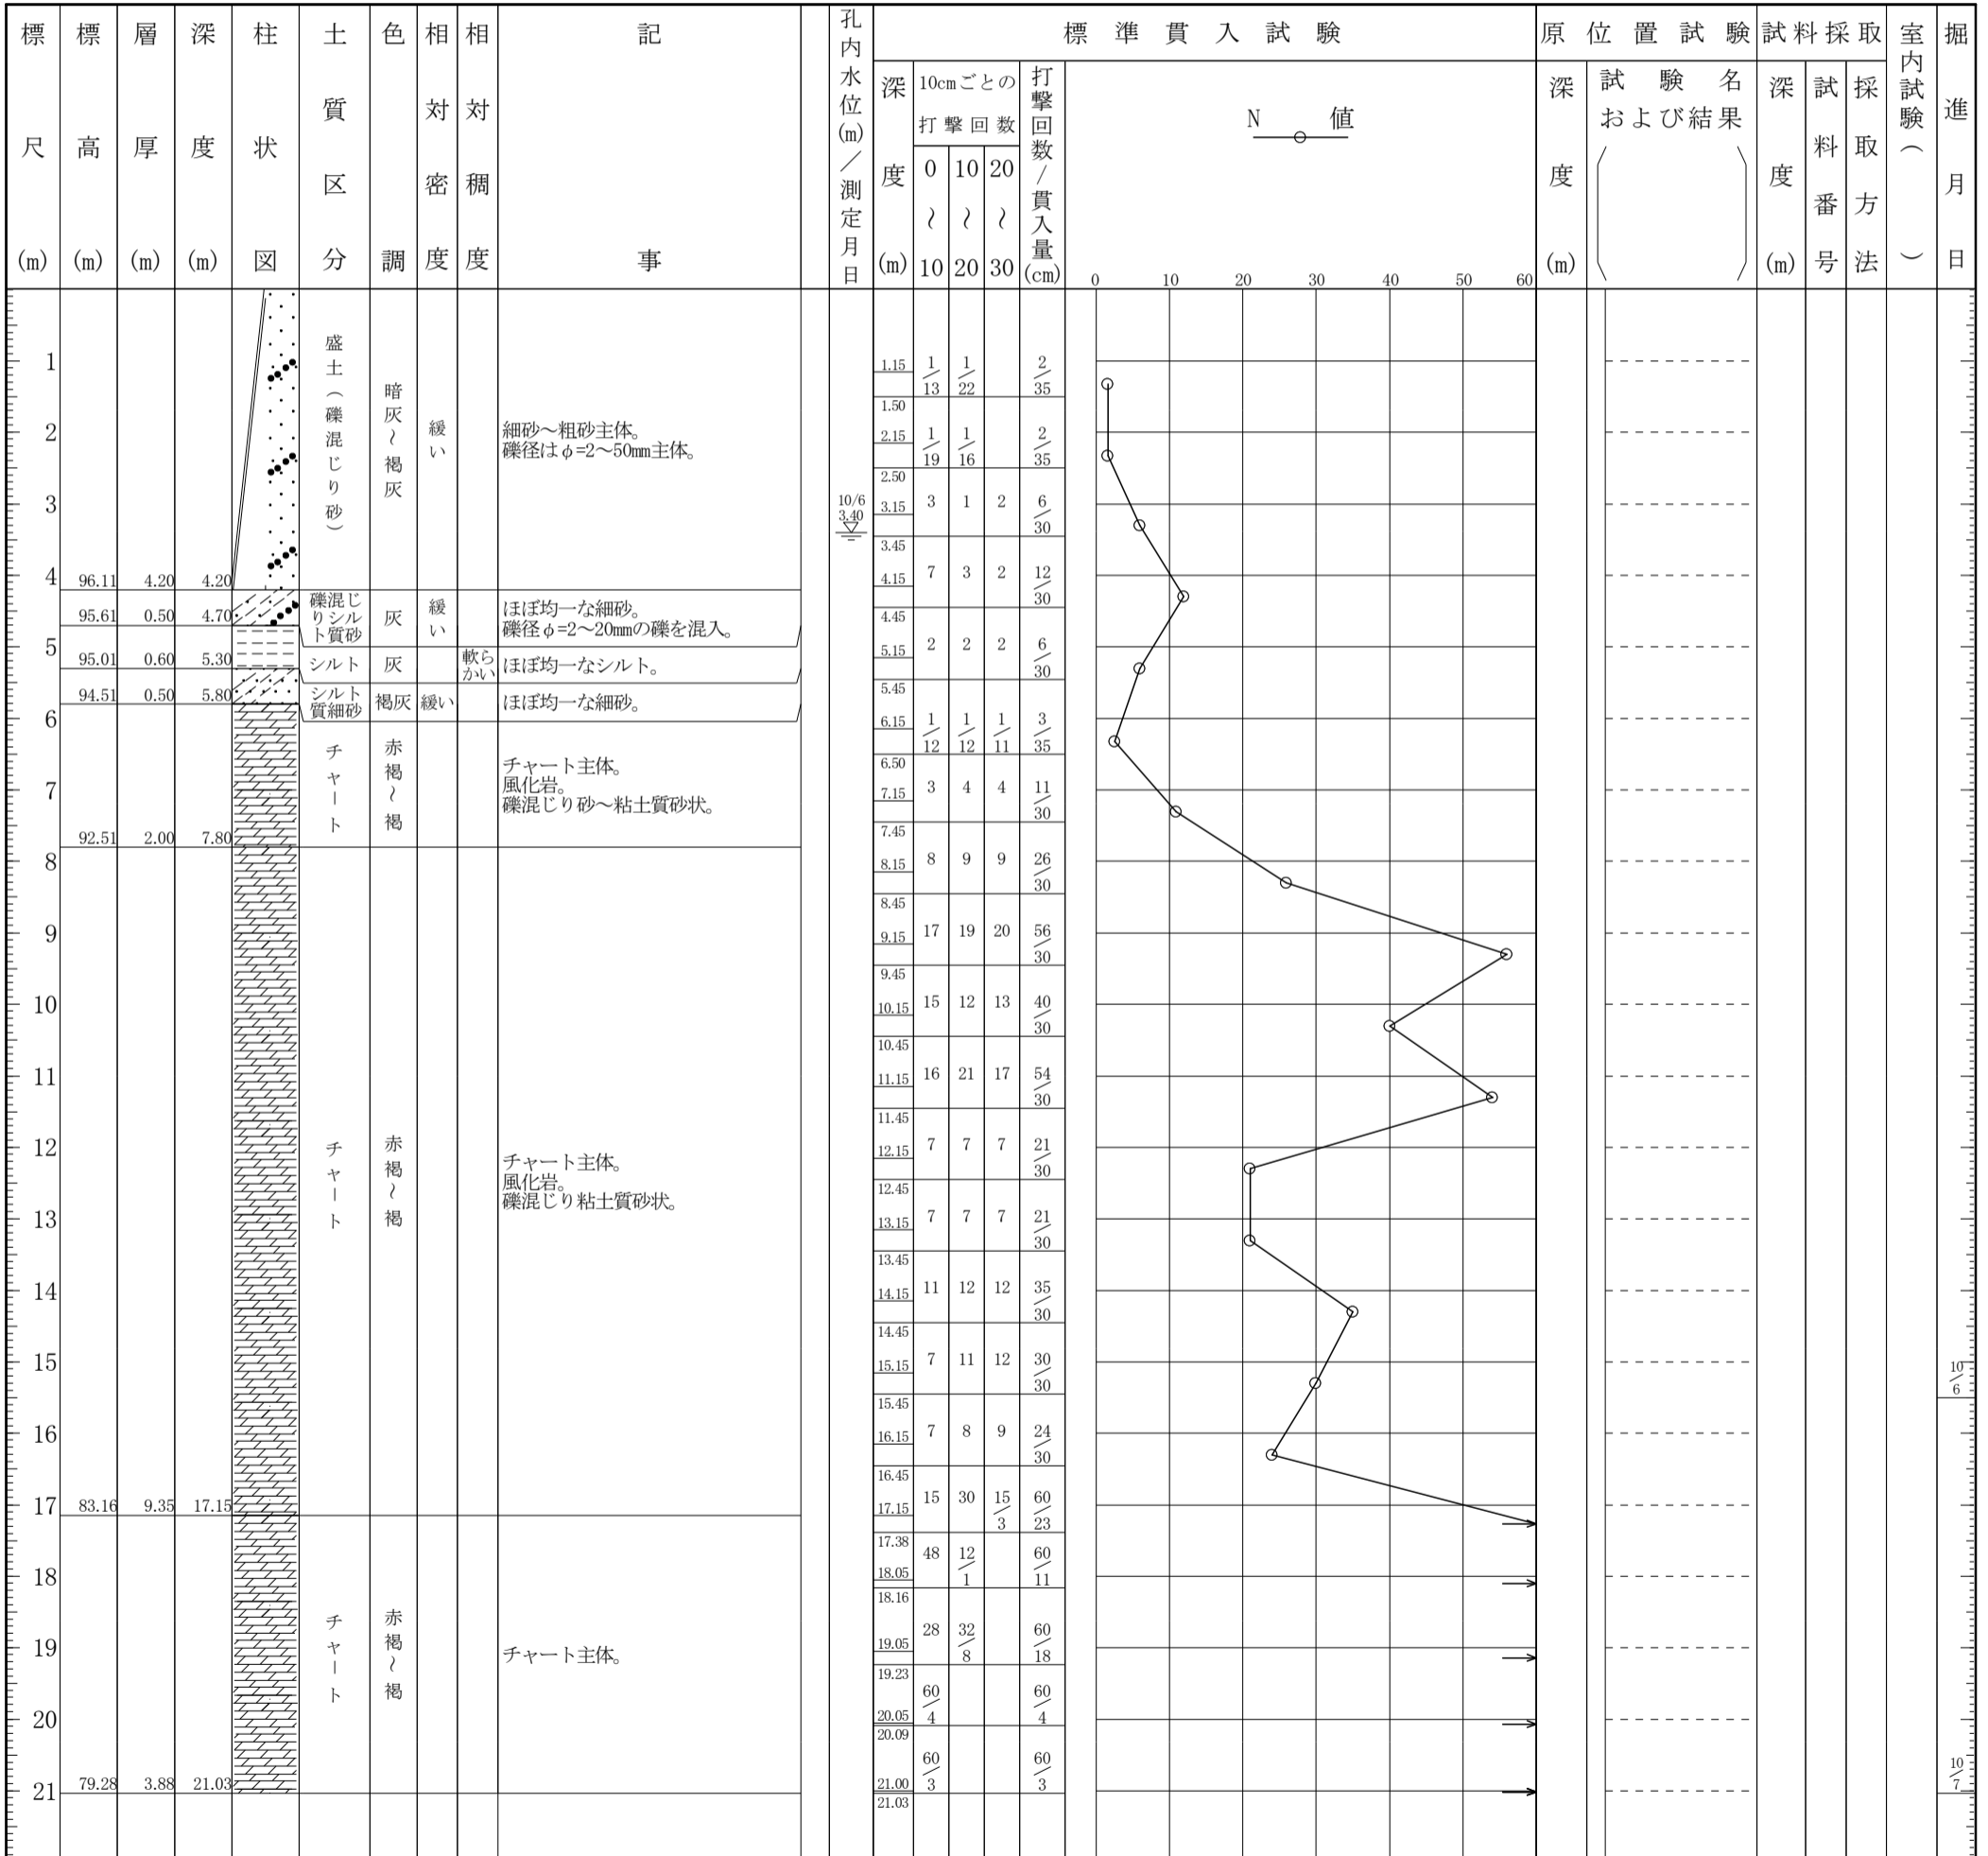 標尺(m)
標高(m)
層厚(m)
深度(m)
柱状図
土質区分
色調
相対密度
相対稠度
記事
孔内水位(m)／測定月日
標準貫入試験
深度(m)
10cmごとの
打撃回数
0～10
10～20
20～30
打撃回数/貫入量(cm)
N 値
0 10 20 30 40 50 60
原位置試験
深度(m)
試験名
および結果
試料採取
深度(m)
試料番号
採取方法
室内試験（ ）
掘進月日
1
2
3
4
5
6
7
8
9
10
11
12
13
14
15
16
17
18
19
20
21
96.11 4.20 4.20
盛土(礫混じり砂)
暗灰～褐灰
緩い
細砂～粗砂主体。
礫径はφ=2～50mm主体。
95.61 0.50 4.70
礫混じ
りシル
ト質砂
灰
緩い
ほぼ均一な細砂。
礫径φ=2～20mmの礫を混入。
95.01 0.60 5.30
シルト
灰
軟ら
かい
ほぼ均一なシルト。
94.51 0.50 5.80
シルト
質細砂
褐灰
緩い
ほぼ均一な細砂。
92.51 2.00 7.80
チャート
赤褐～褐
チャート主体。
風化岩。
礫混じり砂～粘土質砂状。
83.16 9.35 17.15
チャート
赤褐～褐
チャート主体。
風化岩。
礫混じり粘土質砂状。
79.28 3.88 21.03
チャート
赤褐～褐
チャート主体。
10/6
3.40
1.15 1/13 1/22 2/35
1.50
2.15 1/19 1/16 2/35
2.50
3.15 3 1 2 6/30
3.45
4.15 7 3 2 12/30
4.45
5.15 2 2 2 6/30
5.45
6.15 1/12 1/12 1/11 3/35
6.50
7.15 3 4 4 11/30
7.45
8.15 8 9 9 26/30
8.45
9.15 17 19 20 56/30
9.45
10.15 15 12 13 40/30
10.45
11.15 16 21 17 54/30
11.45
12.15 7 7 7 21/30
12.45
13.15 7 7 7 21/30
13.45
14.15 11 12 12 35/30
14.45
15.15 7 11 12 30/30
15.45
16.15 7 8 9 24/30
16.45
17.15 15 30 15/3 60/23
17.38
18.05 48 12/1 60/11
18.16
19.05 28 32/8 60/18
19.23
20.05 60/4 60/4
20.09
21.00 60/3 60/3
21.03
10/6
10/7